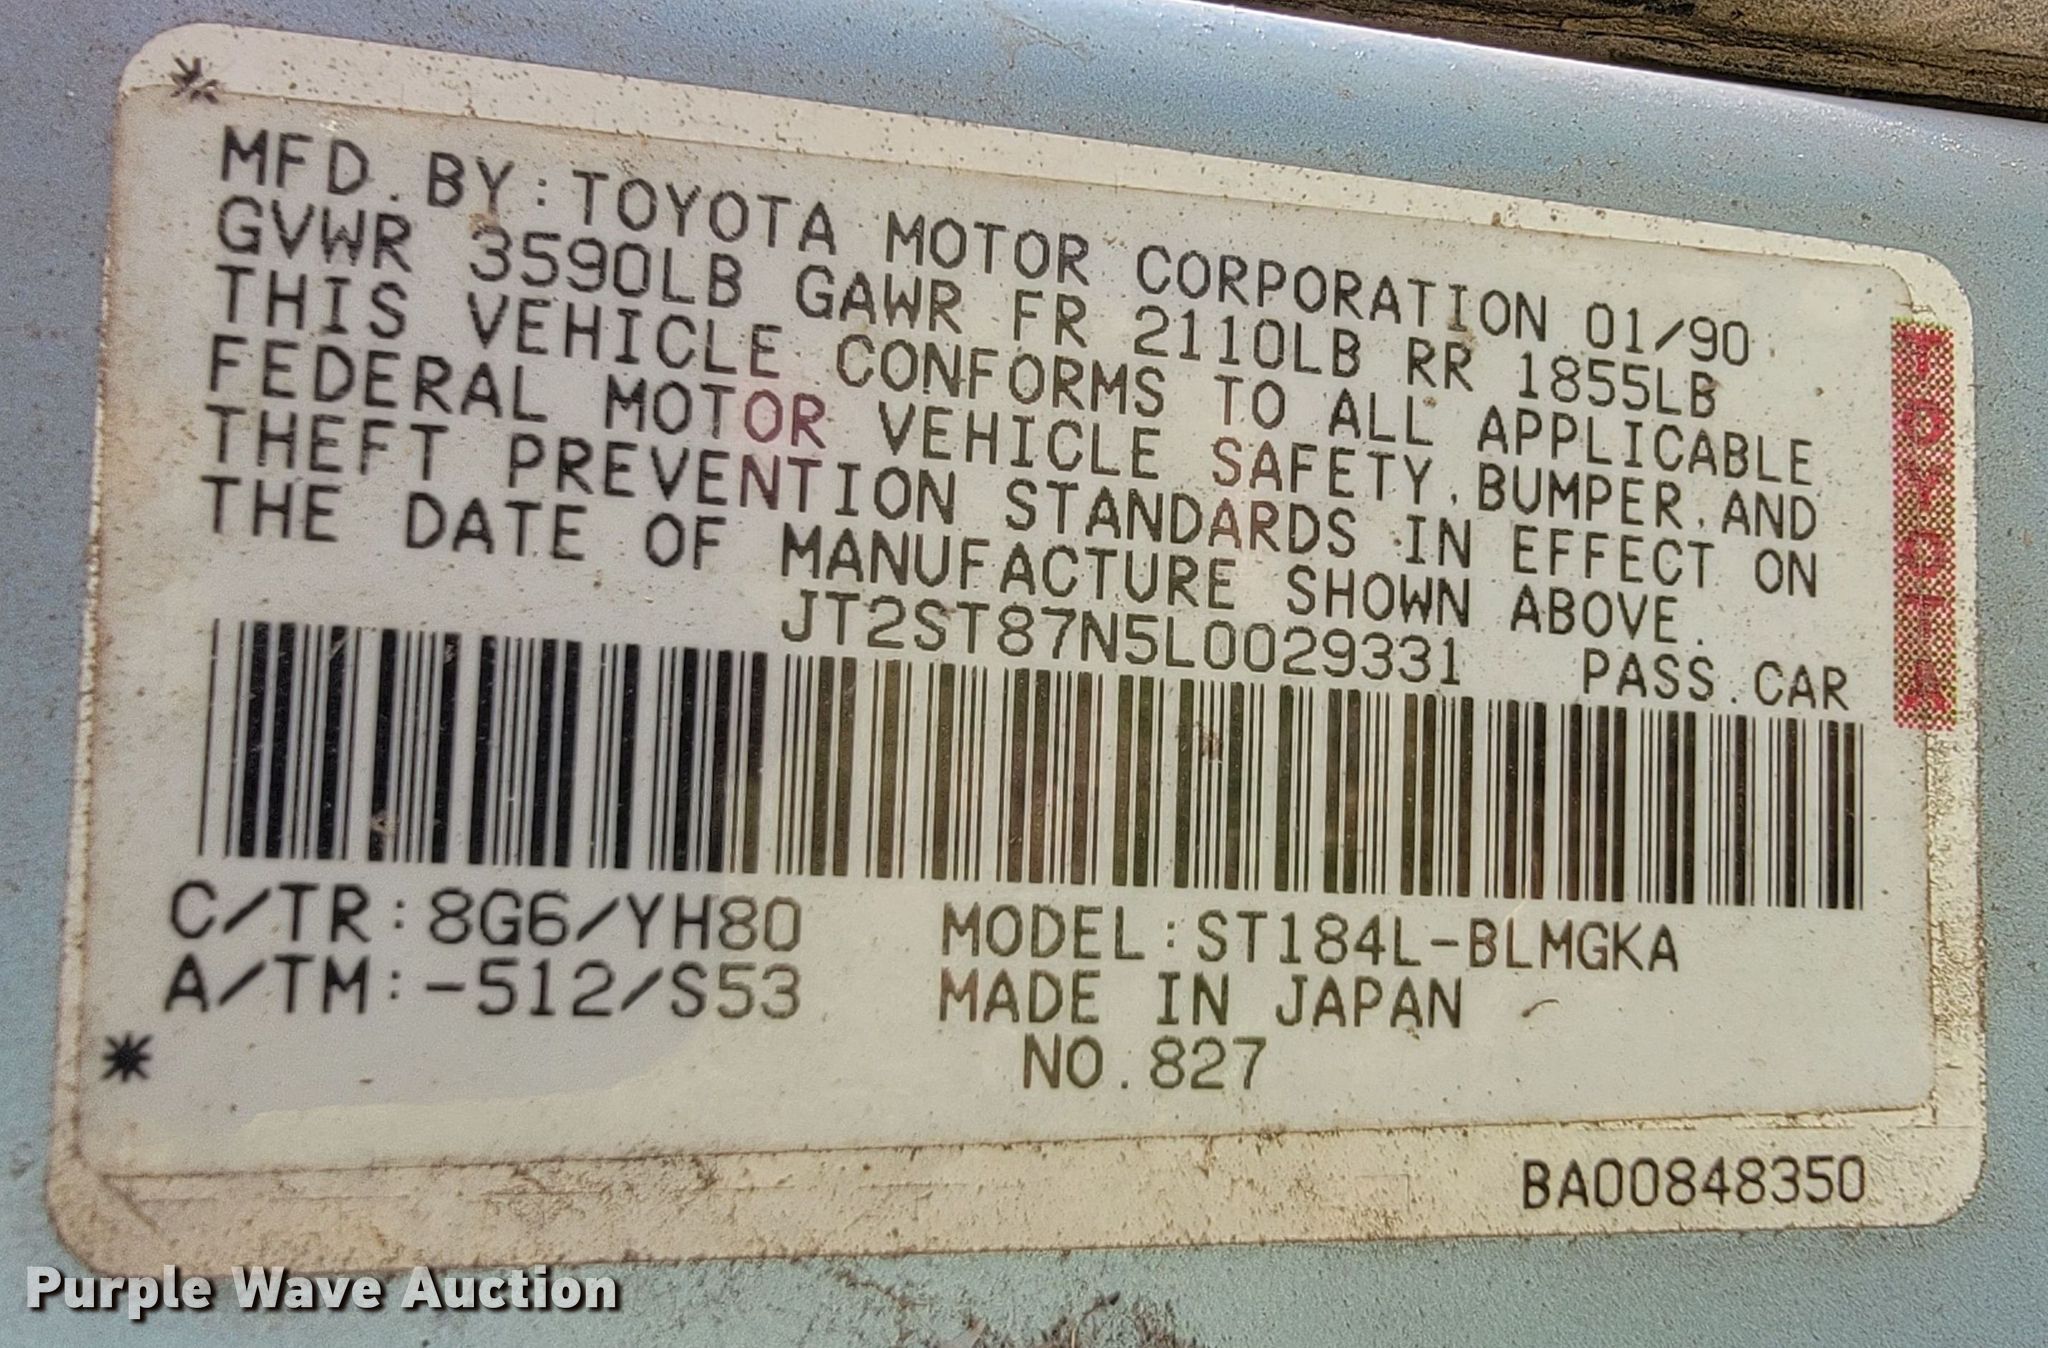 MFD.BY:TOYOTA MOTOR CORPORATION 01/90
GVWR 3590LB GAWR FR 2110LB RR 1855LB
THIS VEHICLE CONFORMS TO ALL APPLICABLE
FEDERAL MOTOR VEHICLE SAFETY,BUMPER,AND
THEFT PREVENTION STANDARDS IN EFFECT ON
THE DATE OF MANUFACTURE SHOWN ABOVE.
JT2ST87N5L0029331 PASS.CAR
TOYOTA
C/TR:8G6/YH80 MODEL:ST184L-BLMGKA
A/TM:-512/S53 MADE IN JAPAN
NO.827
BA00848350
Purple Wave Auction